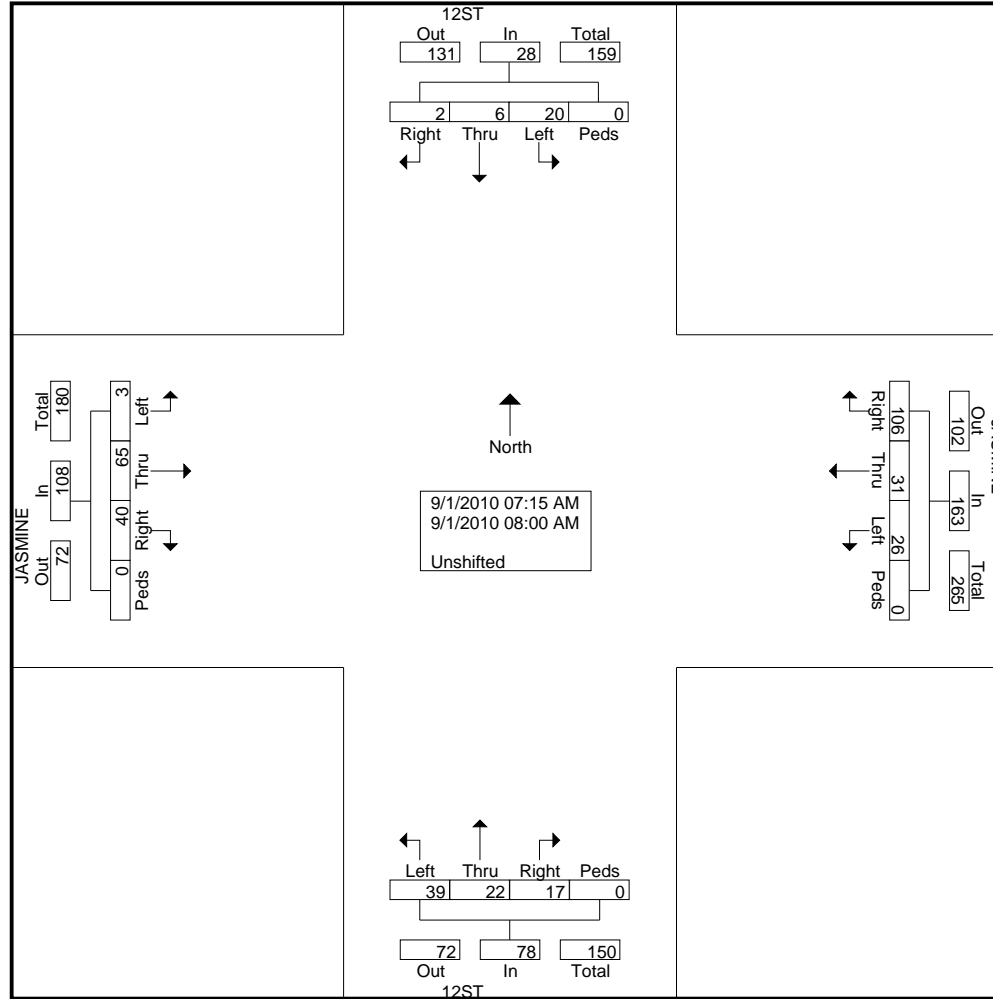 12ST
Out In Total
131 28 159
2 6 20 0
Right Thru Left Peds
JASMINE
Out In Total
72 108 180
3 65 40 0
Left Thru Right Peds
North
9/1/2010 07:15 AM
9/1/2010 08:00 AM
Unshifted
Out In Total
102 163 265
106 31 26 0
Right Thru Left Peds
Left Thru Right Peds
39 22 17 0
72 78 150
Out In Total
12ST